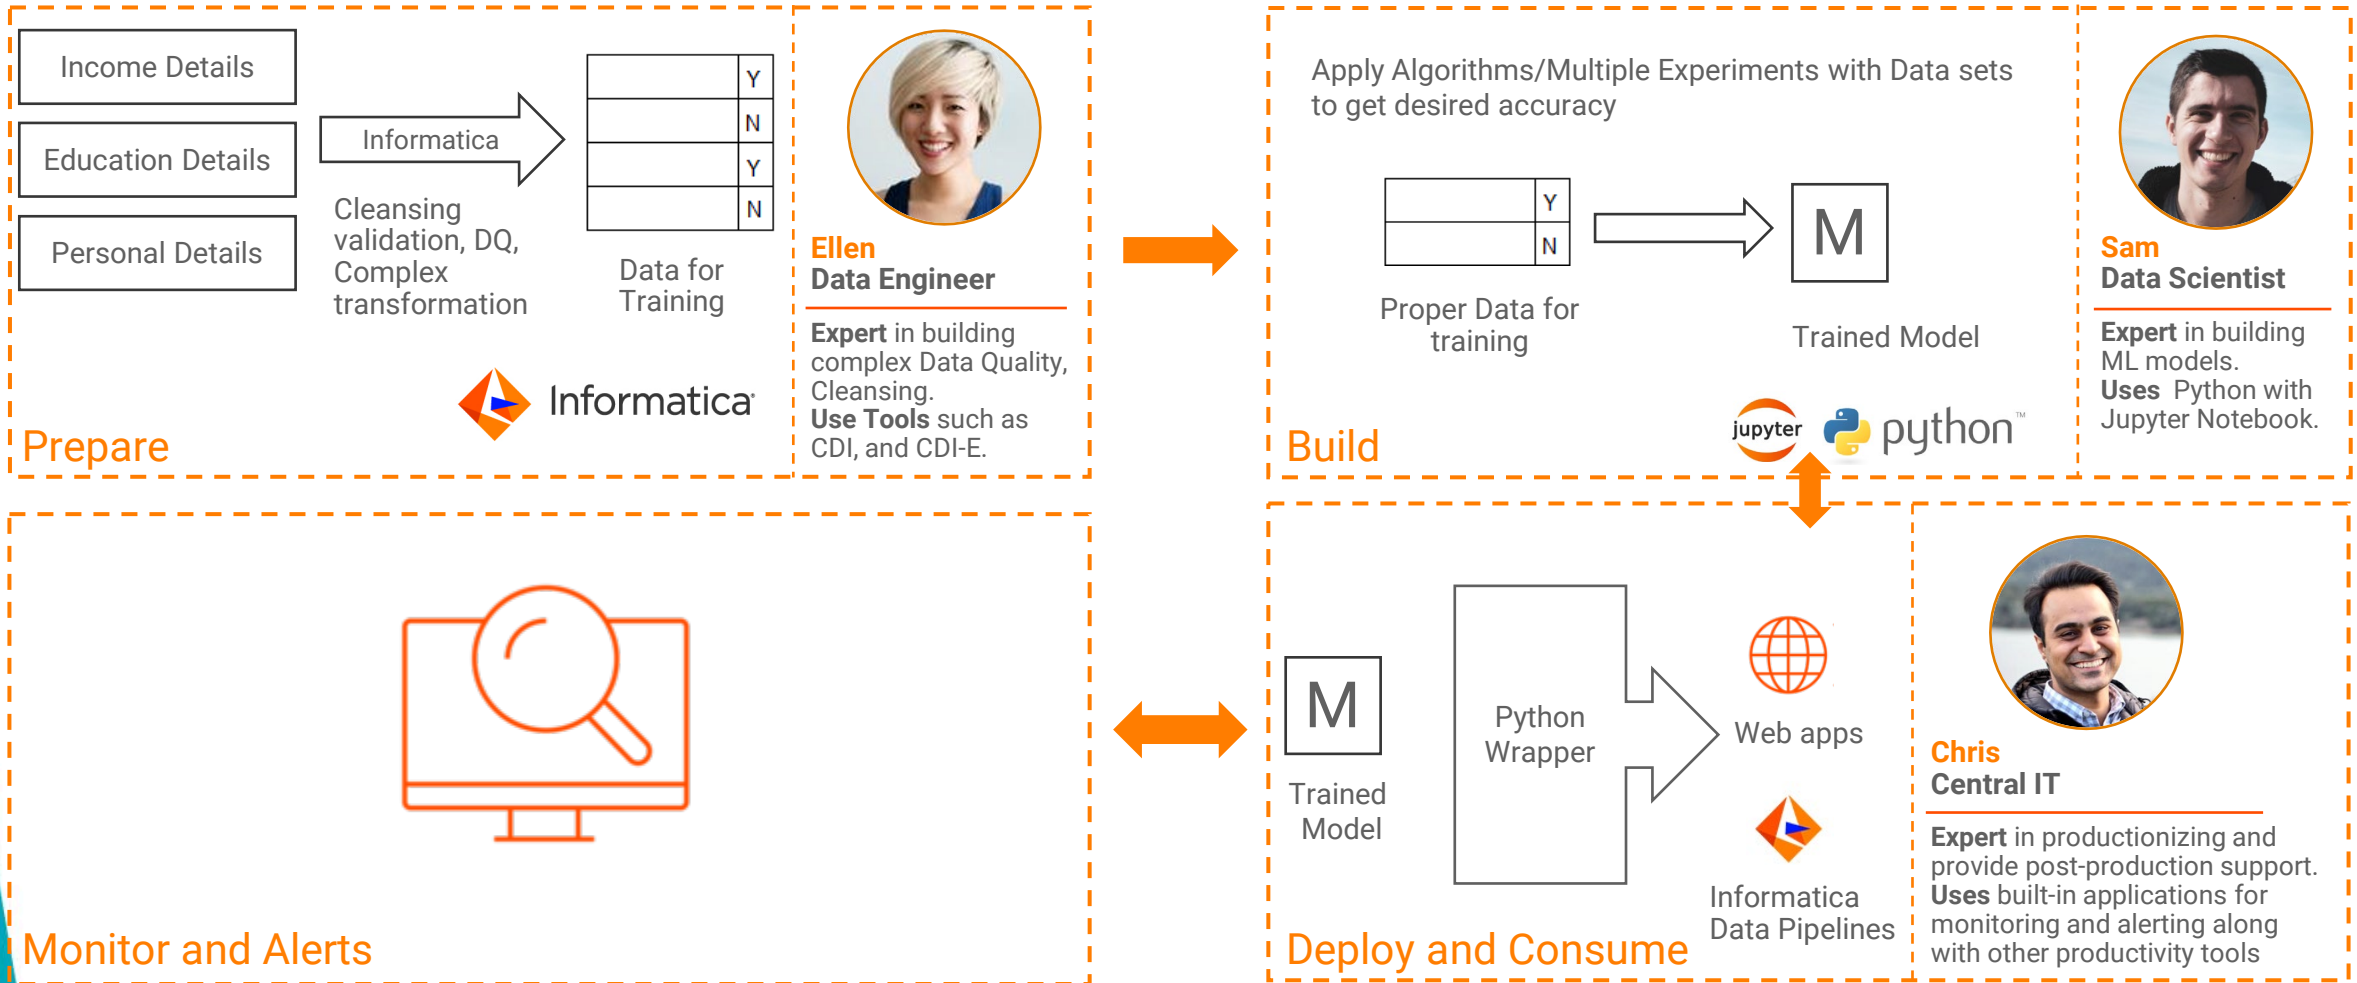 Income Details
Education Details
Personal Details
Informatica
Cleansing
validation, DQ,
Complex
transformation
Y
N
Y
N
Data for
Training
Informatica
Prepare
Ellen
Data Engineer
Expert in building
complex Data Quality,
Cleansing.
Use Tools such as
CDI, and CDI-E.
Apply Algorithms/Multiple Experiments with Data sets
to get desired accuracy
Y
N
Proper Data for
training
M
Trained Model
jupyter
python™
Build
Sam
Data Scientist
Expert in building
ML models.
Uses Python with
Jupyter Notebook.
Monitor and Alerts
M
Trained
Model
Python
Wrapper
Web apps
Informatica
Data Pipelines
Deploy and Consume
Chris
Central IT
Expert in productionizing and
provide post-production support.
Uses built-in applications for
monitoring and alerting along
with other productivity tools